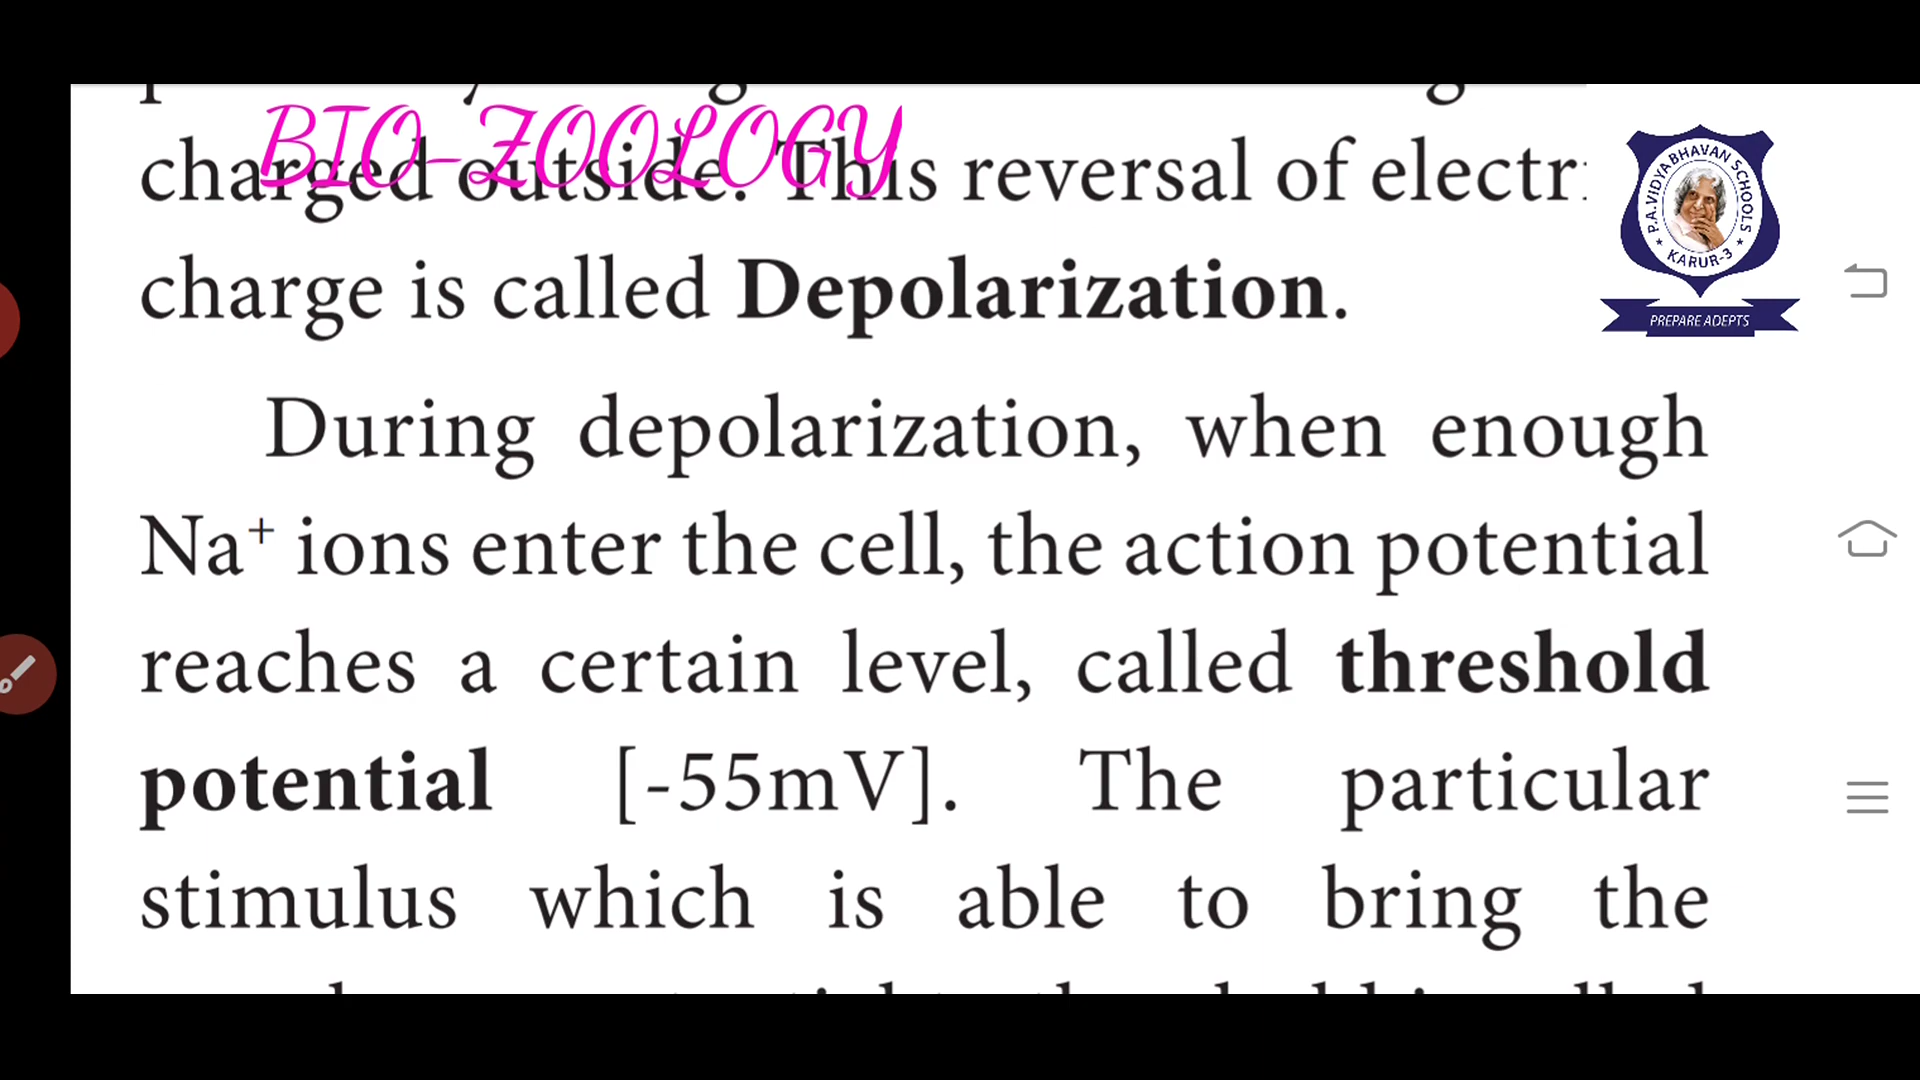 BIO-ZOOLOGY
charged outside. This reversal of electr
charge is called Depolarization.
During depolarization, when enough
Na⁺ ions enter the cell, the action potential
reaches a certain level, called threshold
potential [-55mV]. The particular
stimulus which is able to bring the
P.A.VIDYABHAVAN SCHOOLS
★ KARUR-3 ★
PREPARE ADEPTS